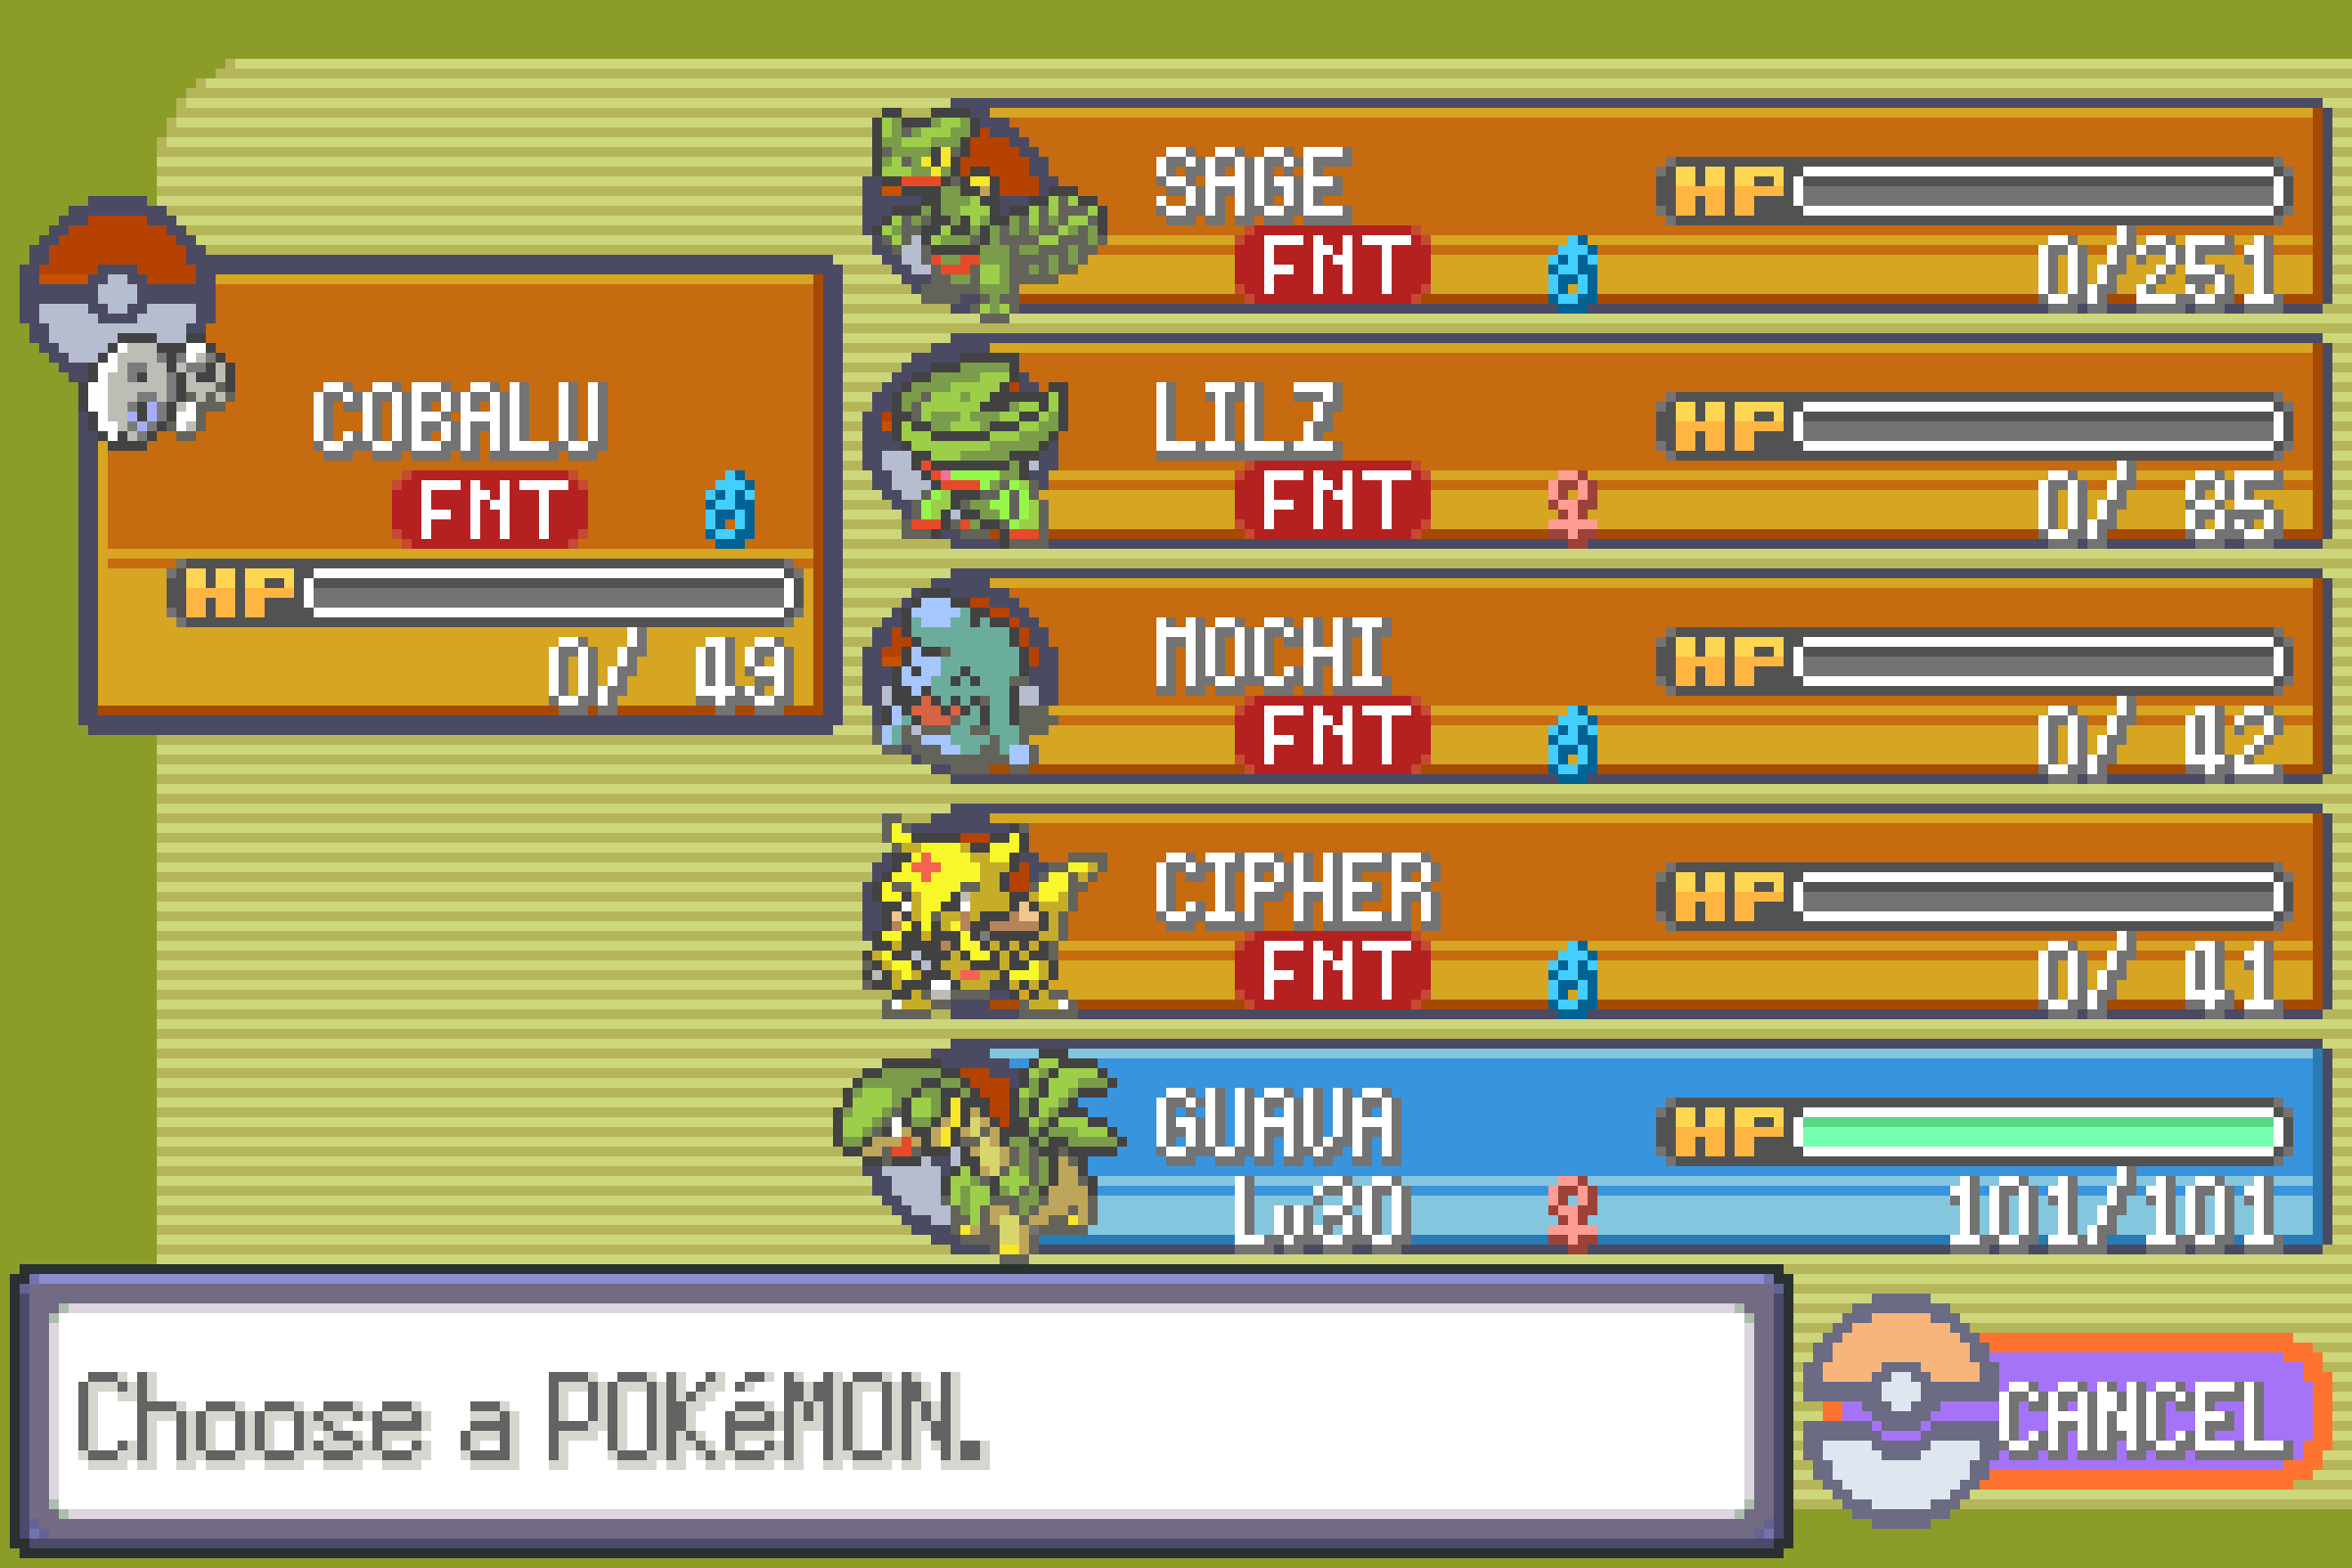 COBALU
FNT ♂
HP
0/ 49
SAGE HP
FNT ♂ 0/251
LILZ HP
FNT ♀ 0/ 85
MOCHI HP
FNT ♂ 0/ 42
CIPHER HP
FNT ♂ 0/ 41
GUAVA HP
Lv30 ♀ 101/101
Choose a POKéMON.
CANCEL